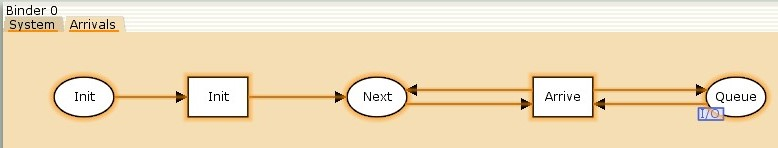 Binder 0
System Arrivals
Init Init Next Arrive Queue
I/O